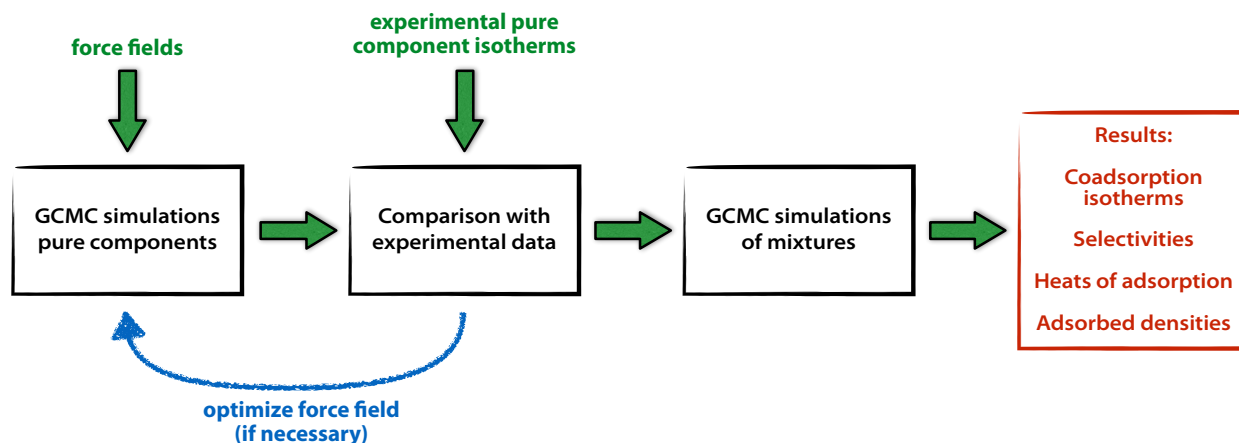 force fields
experimental pure
component isotherms
GCMC simulations
pure components
Comparison with
experimental data
GCMC simulations
of mixtures
Results:
Coadsorption
isotherms
Selectivities
Heats of adsorption
Adsorbed densities
optimize force field
(if necessary)